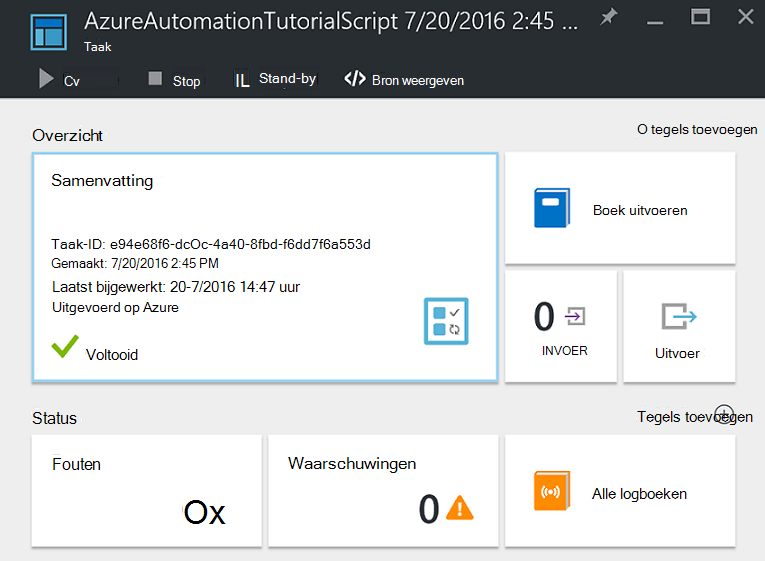 AzureAutomationTutorialScript 7/20/2016 2:45 ...
Taak
Cv Stop Stand-by Bron weergeven
Overzicht
O tegels toevoegen
Samenvatting
Taak-ID: e94e68f6-dcOc-4a40-8fbd-f6dd7f6a553d
Gemaakt: 7/20/2016 2:45 PM
Laatst bijgewerkt: 20-7/2016 14:47 uur
Uitgevoerd op Azure
Voltooid
Boek uitvoeren
0
INVOER
Uitvoer
Status
Tegels toevoegen
Fouten
Ox
Waarschuwingen
0
Alle logboeken